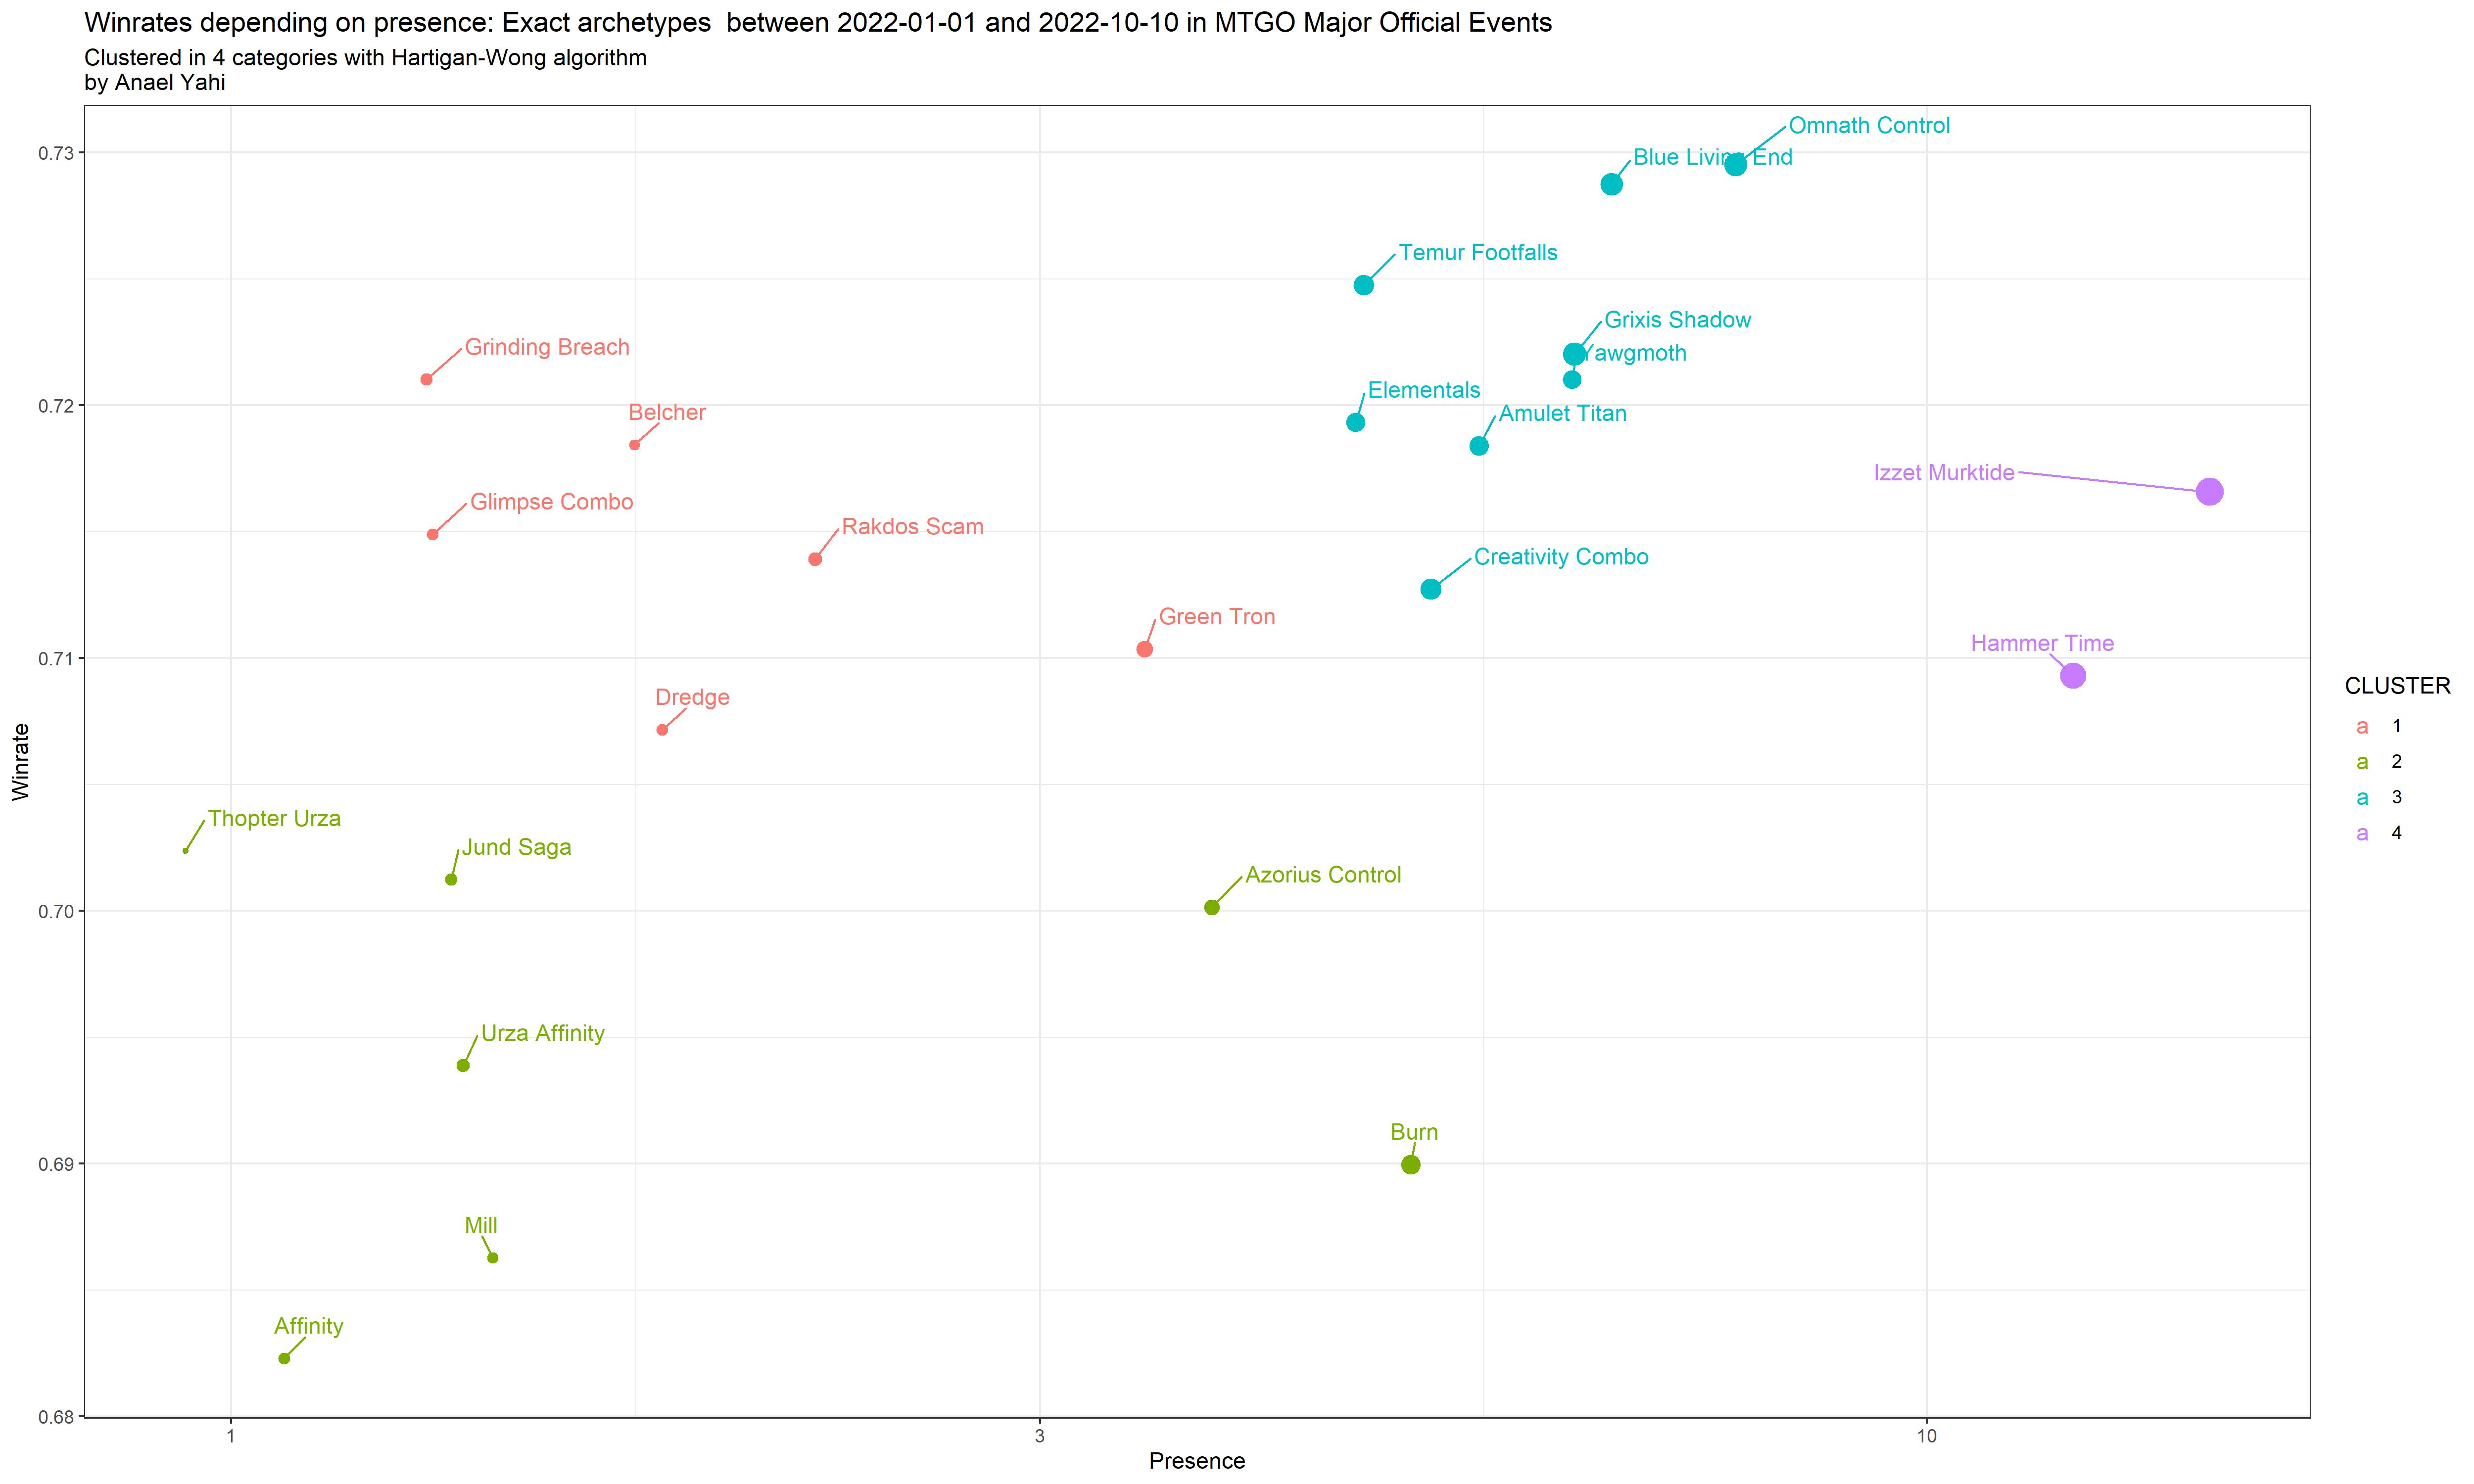 Winrates depending on presence: Exact archetypes  between 2022-01-01 and 2022-10-10 in MTGO Major Official Events
Clustered in 4 categories with Hartigan-Wong algorithm
by Anael Yahi
Omnath Control
0.73
Blue Living End
Temur Footfalls
Grixis Shadow
Grinding Breach
awgmoth
Elementals
0.72
Belcher
Amulet Titan
Izzet Murktide
Glimpse Combo
Rakdos Scam
Creativity Combo
Green Tron
Hammer Time
0.71
CLUSTER
Dredge
a 1
a 2
Winrate
a 3
Thopter Urza
a 4
Jund Saga
Azorius Control
0.70
Urza Affinity
Burn
0.69
Mill
Affinity
0.68
1
3
10
Presence